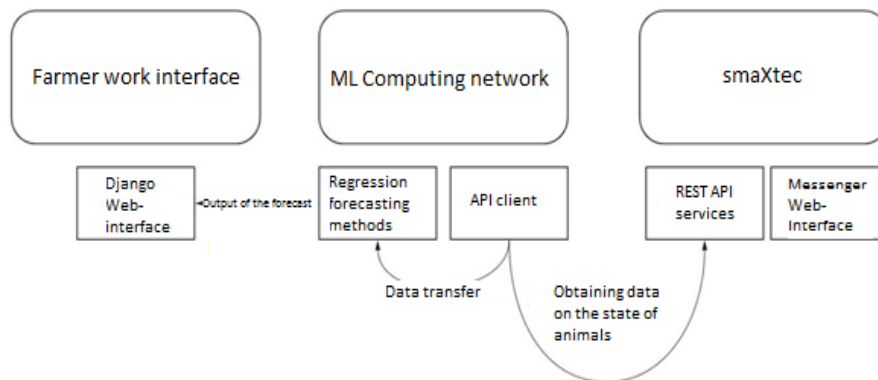 Farmer work interface
ML Computing network
smaXtec
Django
Web-
interface
Output of the forecast
Regression
forecasting
methods
API client
REST API
services
Messenger
Web-
Interface
Data transfer
Obtaining data
on the state of
animals